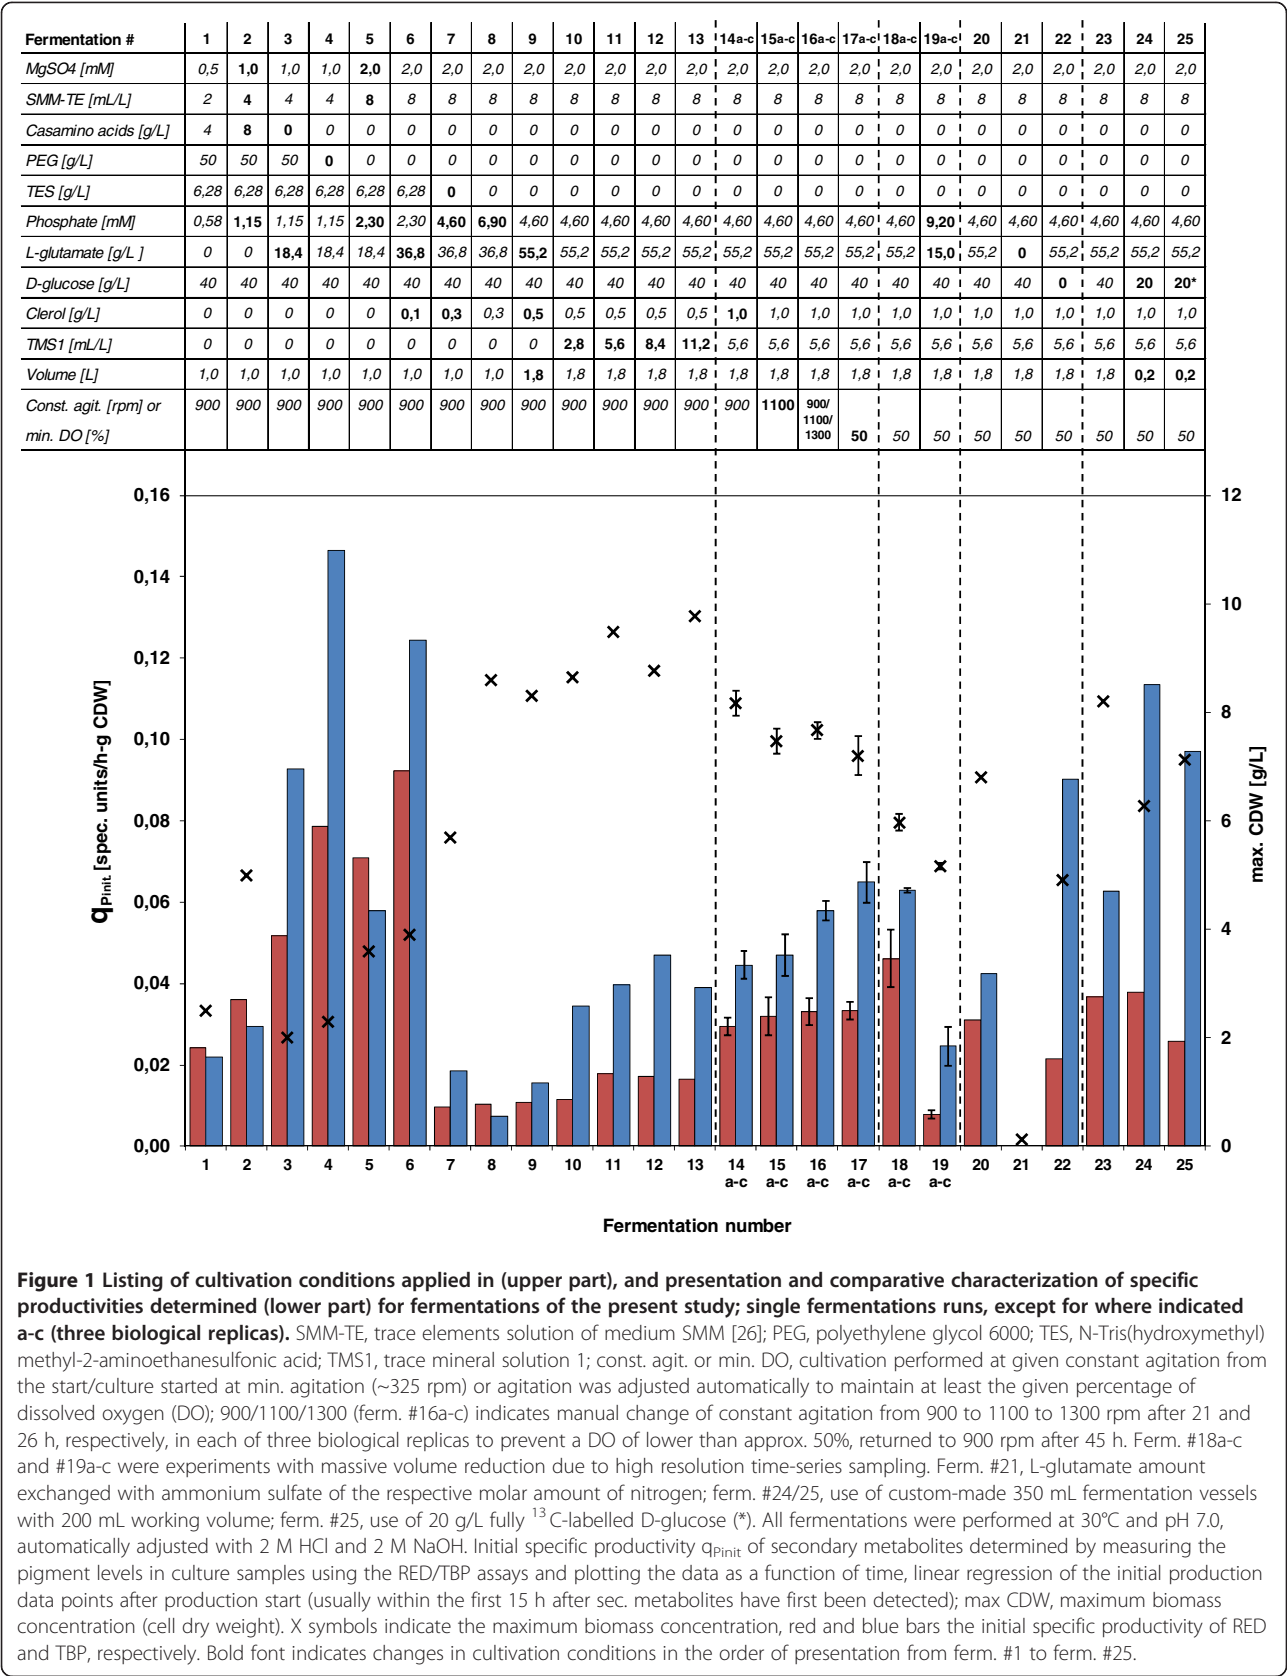 Fermentation # 1 2 3 4 5 6 7 8 9 10 11 12 13 14a-c 15a-c 16a-c 17a-c 18a-c 19a-c 20 21 22 23 24 25
MgSO4 [mM] 0,5 1,0 1,0 1,0 2,0 2,0 2,0 2,0 2,0 2,0 2,0 2,0 2,0 2,0 2,0 2,0 2,0 2,0 2,0 2,0 2,0 2,0 2,0 2,0 2,0
SMM-TE [mL/L] 2 4 4 4 8 8 8 8 8 8 8 8 8 8 8 8 8 8 8 8 8 8 8 8 8
Casamino acids [g/L] 4 8 0 0 0 0 0 0 0 0 0 0 0 0 0 0 0 0 0 0 0 0 0 0 0
PEG [g/L] 50 50 50 0 0 0 0 0 0 0 0 0 0 0 0 0 0 0 0 0 0 0 0 0 0
TES [g/L] 6,28 6,28 6,28 6,28 6,28 6,28 0 0 0 0 0 0 0 0 0 0 0 0 0 0 0 0 0 0 0
Phosphate [mM] 0,58 1,15 1,15 1,15 2,30 2,30 4,60 6,90 4,60 4,60 4,60 4,60 4,60 4,60 4,60 4,60 4,60 4,60 9,20 4,60 4,60 4,60 4,60 4,60 4,60
L-glutamate [g/L ] 0 0 18,4 18,4 18,4 36,8 36,8 36,8 55,2 55,2 55,2 55,2 55,2 55,2 55,2 55,2 55,2 55,2 15,0 55,2 0 55,2 55,2 55,2 55,2
D-glucose [g/L] 40 40 40 40 40 40 40 40 40 40 40 40 40 40 40 40 40 40 40 40 40 0 40 20 20*
Clerol [g/L] 0 0 0 0 0 0,1 0,3 0,3 0,5 0,5 0,5 0,5 0,5 1,0 1,0 1,0 1,0 1,0 1,0 1,0 1,0 1,0 1,0 1,0 1,0
TMS1 [mL/L] 0 0 0 0 0 0 0 0 0 2,8 5,6 8,4 11,2 5,6 5,6 5,6 5,6 5,6 5,6 5,6 5,6 5,6 5,6 5,6 5,6
Volume [L] 1,0 1,0 1,0 1,0 1,0 1,0 1,0 1,0 1,8 1,8 1,8 1,8 1,8 1,8 1,8 1,8 1,8 1,8 1,8 1,8 1,8 1,8 1,8 0,2 0,2
Const. agit. [rpm] or 900 900 900 900 900 900 900 900 900 900 900 900 900 900 1100 900/
1100/
min. DO [%] 1300 50 50 50 50 50 50 50 50 50
0,16 12
0,14
10
0,12
0,10 8
0,08 6
0,06
4
0,04
0,02 2
0,00 0
qPinit. [spec. units/h-g CDW]
max. CDW [g/L]
1 2 3 4 5 6 7 8 9 10 11 12 13 14 15 16 17 18 19 20 21 22 23 24 25
a-c a-c a-c a-c a-c a-c
Fermentation number
Figure 1 Listing of cultivation conditions applied in (upper part), and presentation and comparative characterization of specific
productivities determined (lower part) for fermentations of the present study; single fermentations runs, except for where indicated
a-c (three biological replicas). SMM-TE, trace elements solution of medium SMM [26]; PEG, polyethylene glycol 6000; TES, N-Tris(hydroxymethyl)
methyl-2-aminoethanesulfonic acid; TMS1, trace mineral solution 1; const. agit. or min. DO, cultivation performed at given constant agitation from
the start/culture started at min. agitation (~325 rpm) or agitation was adjusted automatically to maintain at least the given percentage of
dissolved oxygen (DO); 900/1100/1300 (ferm. #16a-c) indicates manual change of constant agitation from 900 to 1100 to 1300 rpm after 21 and
26 h, respectively, in each of three biological replicas to prevent a DO of lower than approx. 50%, returned to 900 rpm after 45 h. Ferm. #18a-c
and #19a-c were experiments with massive volume reduction due to high resolution time-series sampling. Ferm. #21, L-glutamate amount
exchanged with ammonium sulfate of the respective molar amount of nitrogen; ferm. #24/25, use of custom-made 350 mL fermentation vessels
with 200 mL working volume; ferm. #25, use of 20 g/L fully 13C-labelled D-glucose (*). All fermentations were performed at 30°C and pH 7.0,
automatically adjusted with 2 M HCl and 2 M NaOH. Initial specific productivity qPinit of secondary metabolites determined by measuring the
pigment levels in culture samples using the RED/TBP assays and plotting the data as a function of time, linear regression of the initial production
data points after production start (usually within the first 15 h after sec. metabolites have first been detected); max CDW, maximum biomass
concentration (cell dry weight). X symbols indicate the maximum biomass concentration, red and blue bars the initial specific productivity of RED
and TBP, respectively. Bold font indicates changes in cultivation conditions in the order of presentation from ferm. #1 to ferm. #25.